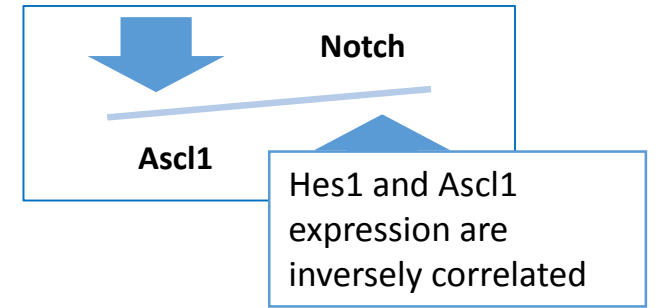 Notch
Ascl1
Hes1 and Ascl1
expression are
inversely correlated